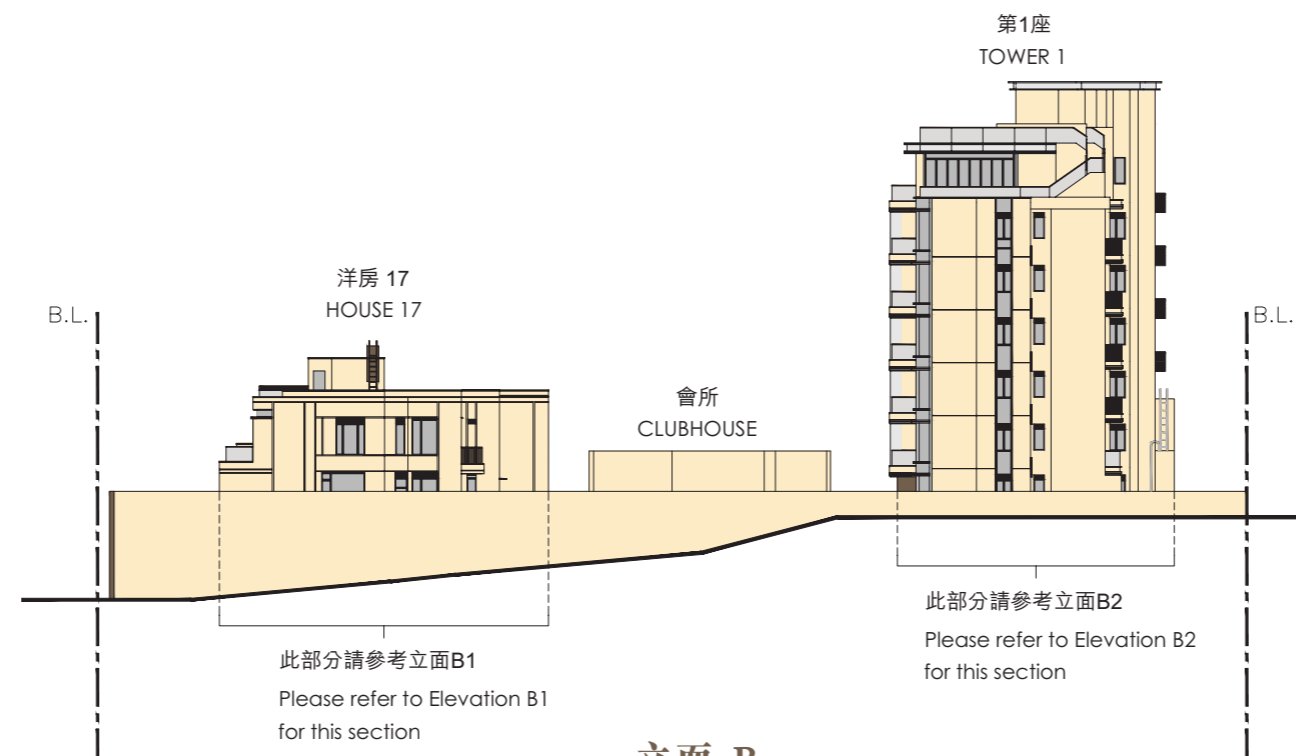 第1座
TOWER 1
洋房 17
HOUSE 17
B.L.
B.L.
會所
CLUBHOUSE
此部分請參考立面B2
Please refer to Elevation B2
for this section
此部分請參考立面B1
Please refer to Elevation B1
for this section
立面 B